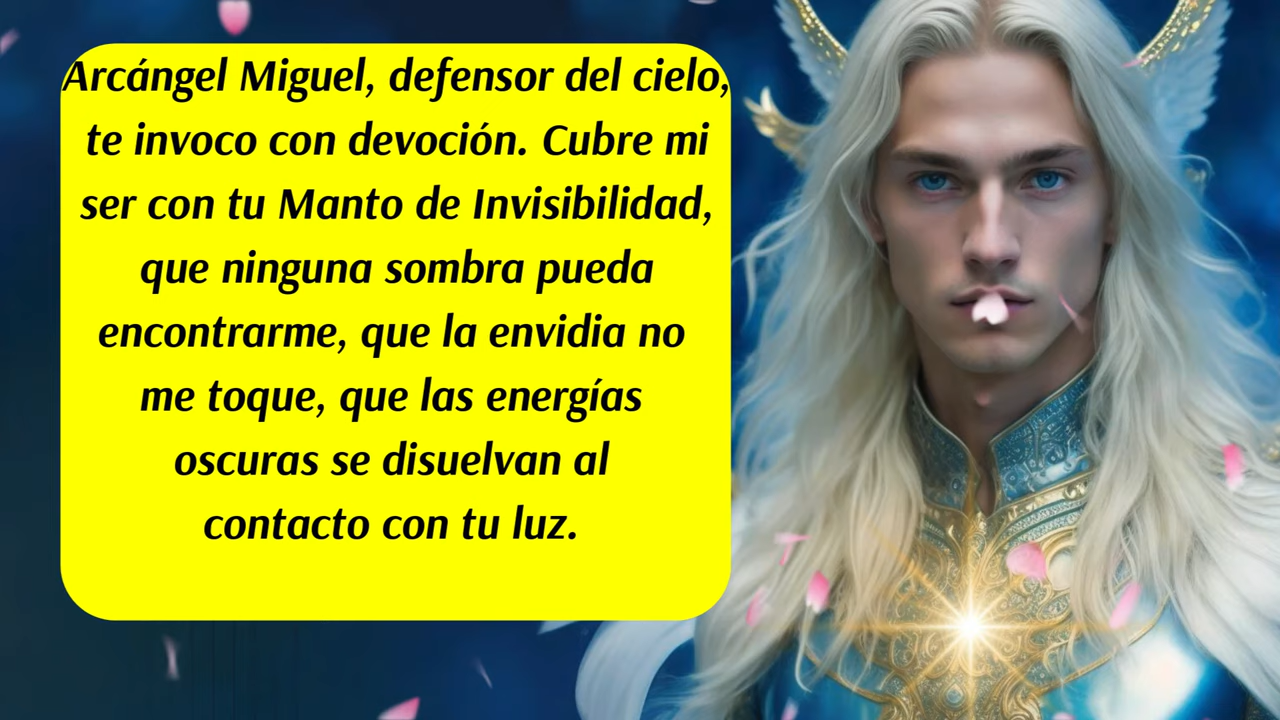 Arcángel Miguel, defensor del cielo,
te invoco con devoción. Cubre mi
ser con tu Manto de Invisibilidad,
que ninguna sombra pueda
encontrarme, que la envidia no
me toque, que las energías
oscuras se disuelvan al
contacto con tu luz.